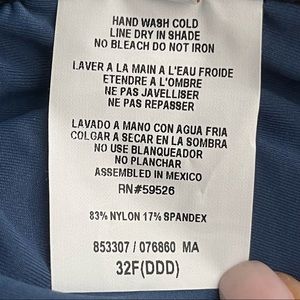 HAND WASH COLD
LINE DRY IN SHADE
NO BLEACH DO NOT IRON
LAVER A LA MAIN A L'EAU FROIDE
ETENDRE A L'OMBRE
NE PAS JAVELLISER
NE PAS REPASSER
LAVADO A MANO CON AGUA FRIA
COLGAR A SECAR EN LA SOMBRA
NO USE BLANQUEADOR
NO PLANCHAR
ASSEMBLED IN MEXICO
RN#59526
83% NYLON 17% SPANDEX
853307 / 076860 MA
32F(DDD)